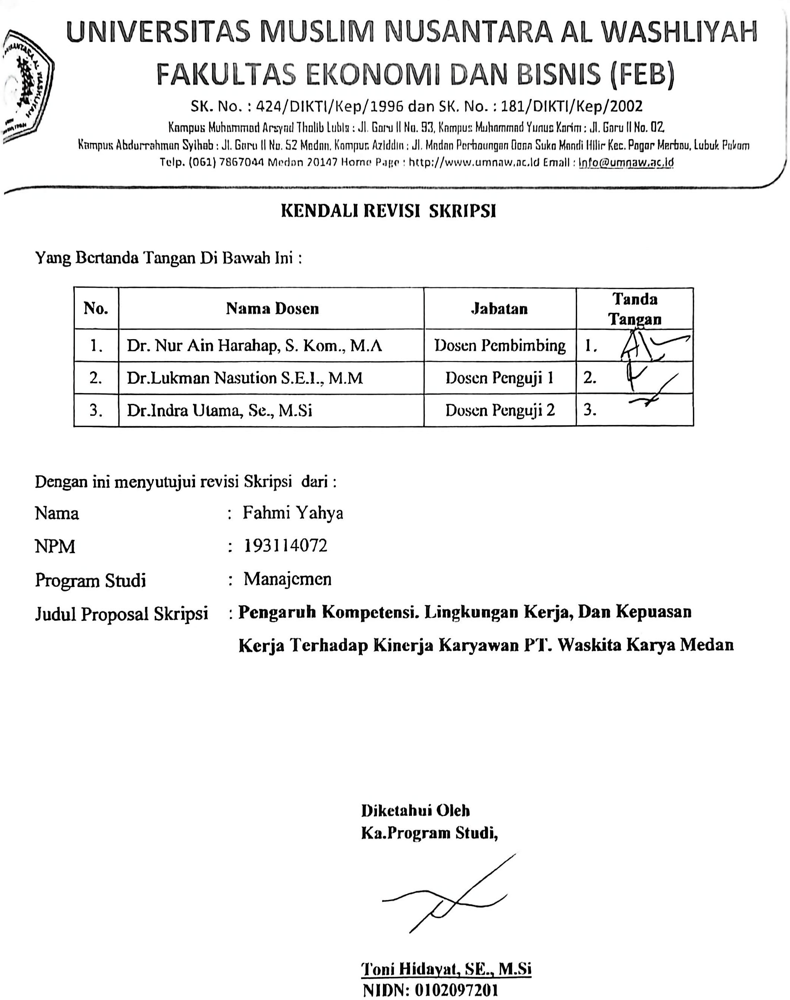 UNIVERSITAS MUSLIM NUSANTARA AL WASHLIYAH
FAKULTAS EKONOMI DAN BISNIS (FEB)
SK. No. : 424/DIKTI/Kep/1996 dan SK. No. : 181/DIKTI/Kep/2002
Kampus Muhammad Arsyad Thalib Lubis : Jl. Garu II No. 93, Kampus Muhammad Yunus Karim : Jl. Garu II No. 02,
Kampus Abdurrahman Syihab : Jl. Garu II No. 52 Medan, Kampus Aziddin : Jl. Medan Perbaungan Desa Suka Mandi Hilir Kec. Pagar Merbau, Lubuk Pakam
Telp. (061) 7867044 Medan 20147 Home Page : http://www.umnaw.ac.id Email : info@umnaw.ac.id
KENDALI REVISI SKRIPSI
Yang Bertanda Tangan Di Bawah Ini :
No. Nama Dosen Jabatan Tanda Tangan
1. Dr. Nur Ain Harahap, S. Kom., M.A Dosen Pembimbing 1.
2. Dr.Lukman Nasution S.E.I., M.M Dosen Penguji 1 2.
3. Dr.Indra Utama, Se., M.Si Dosen Penguji 2 3.
Dengan ini menyutujui revisi Skripsi dari :
Nama : Fahmi Yahya
NPM : 193114072
Program Studi : Manajemen
Judul Proposal Skripsi : Pengaruh Kompetensi. Lingkungan Kerja, Dan Kepuasan
Kerja Terhadap Kinerja Karyawan PT. Waskita Karya Medan
Diketahui Oleh
Ka.Program Studi,
Toni Hidayat, SE., M.Si
NIDN: 0102097201